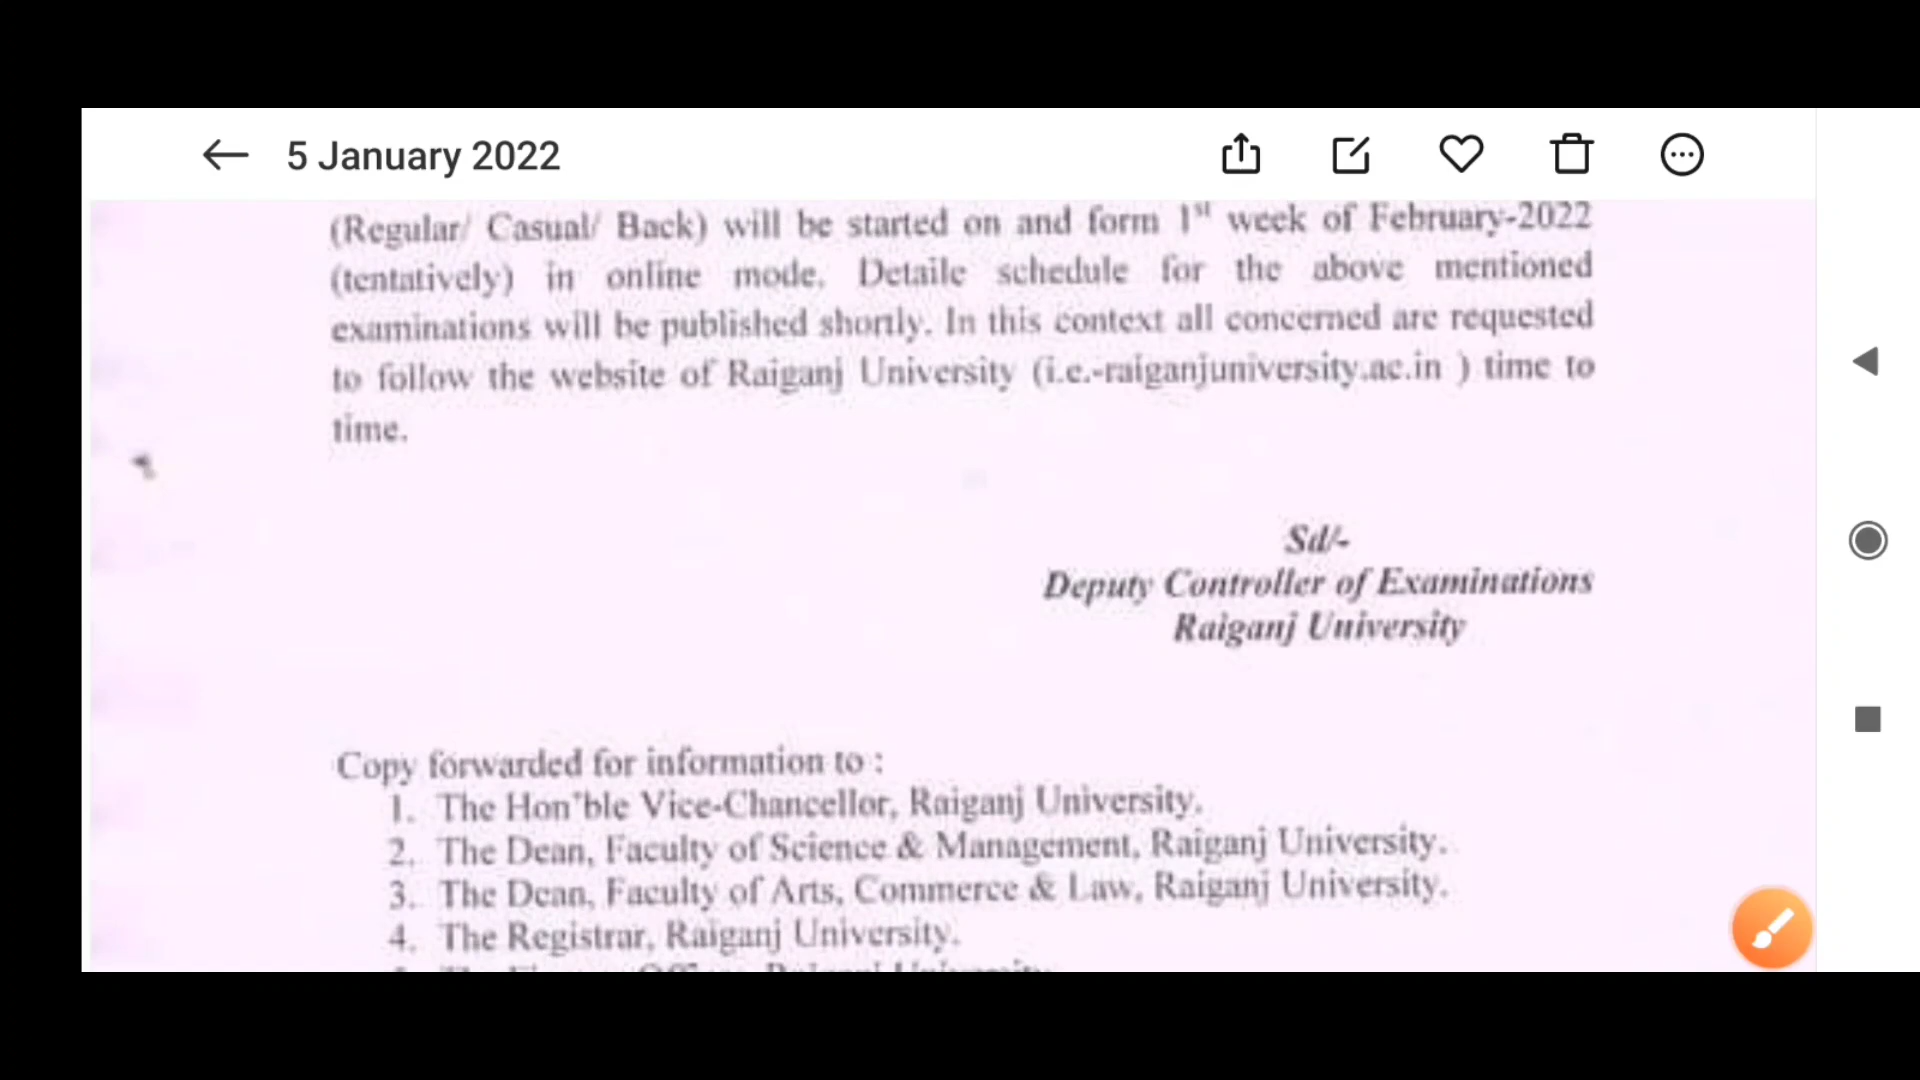 5 January 2022
(Regular/ Casual/ Back) will be started on and form 1st week of February-2022
(tentatively) in online mode. Detaile schedule for the above mentioned
examinations will be published shortly. In this context all concerned are requested
to follow the website of Raiganj University (i.e.-raiganjuniversity.ac.in ) time to
time.
Sd/-
Deputy Controller of Examinations
Raiganj University
Copy forwarded for information to :
1. The Hon'ble Vice-Chancellor, Raiganj University.
2. The Dean, Faculty of Science & Management, Raiganj University.
3. The Dean, Faculty of Arts, Commerce & Law, Raiganj University.
4. The Registrar, Raiganj University.